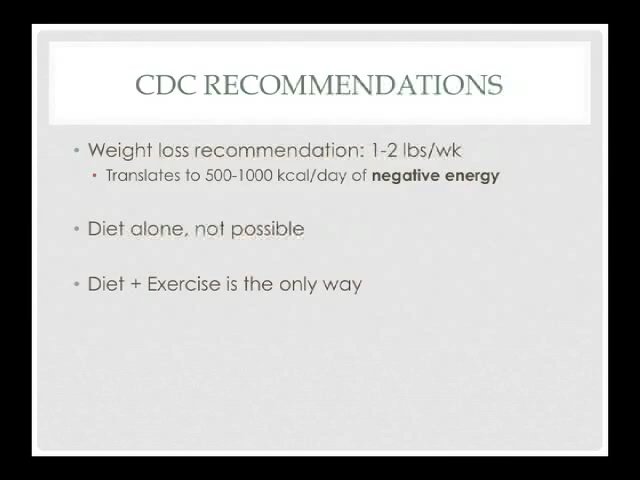 CDC RECOMMENDATIONS
• Weight loss recommendation: 1-2 lbs/wk
• Translates to 500-1000 kcal/day of negative energy
• Diet alone, not possible
• Diet + Exercise is the only way